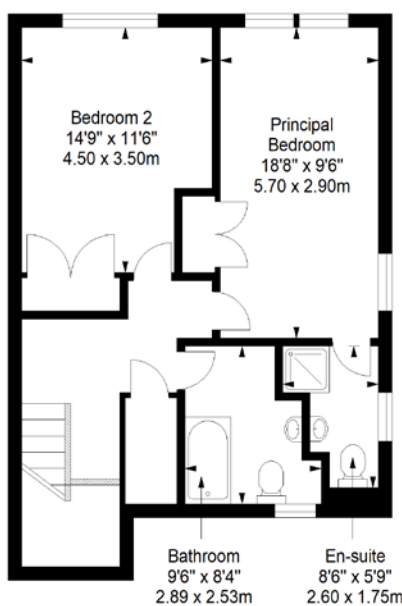 Bedroom 2
14'9" x 11'6"
4.50 x 3.50m
Principal
Bedroom
18'8" x 9'6"
5.70 x 2.90m
Bathroom
9'6" x 8'4"
2.89 x 2.53m
En-suite
8'6" x 5'9"
2.60 x 1.75m